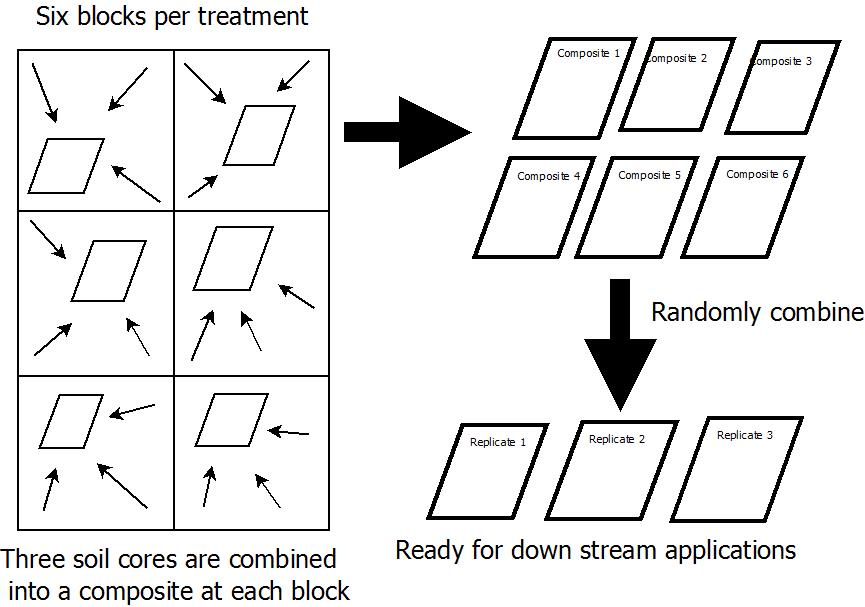 Six blocks per treatment
Composite 1
Composite 2
Composite 3
Composite 4
Composite 5
Composite 6
Randomly combine
Replicate 1
Replicate 2
Replicate 3
Three soil cores are combined
into a composite at each block
Ready for down stream applications